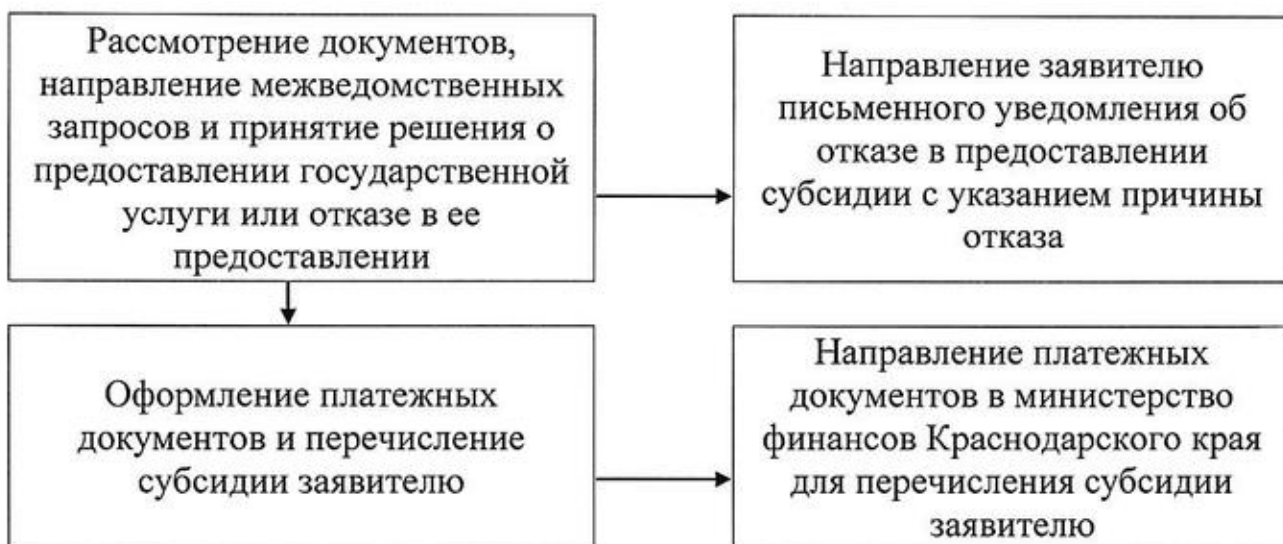 Рассмотрение документов,
направление межведомственных
запросов и принятие решения о
предоставлении государственной
услуги или отказе в ее
предоставлении
Направление заявителю
письменного уведомления об
отказе в предоставлении
субсидии с указанием причины
отказа
Оформление платежных
документов и перечисление
субсидии заявителю
Направление платежных
документов в министерство
финансов Краснодарского края
для перечисления субсидии
заявителю